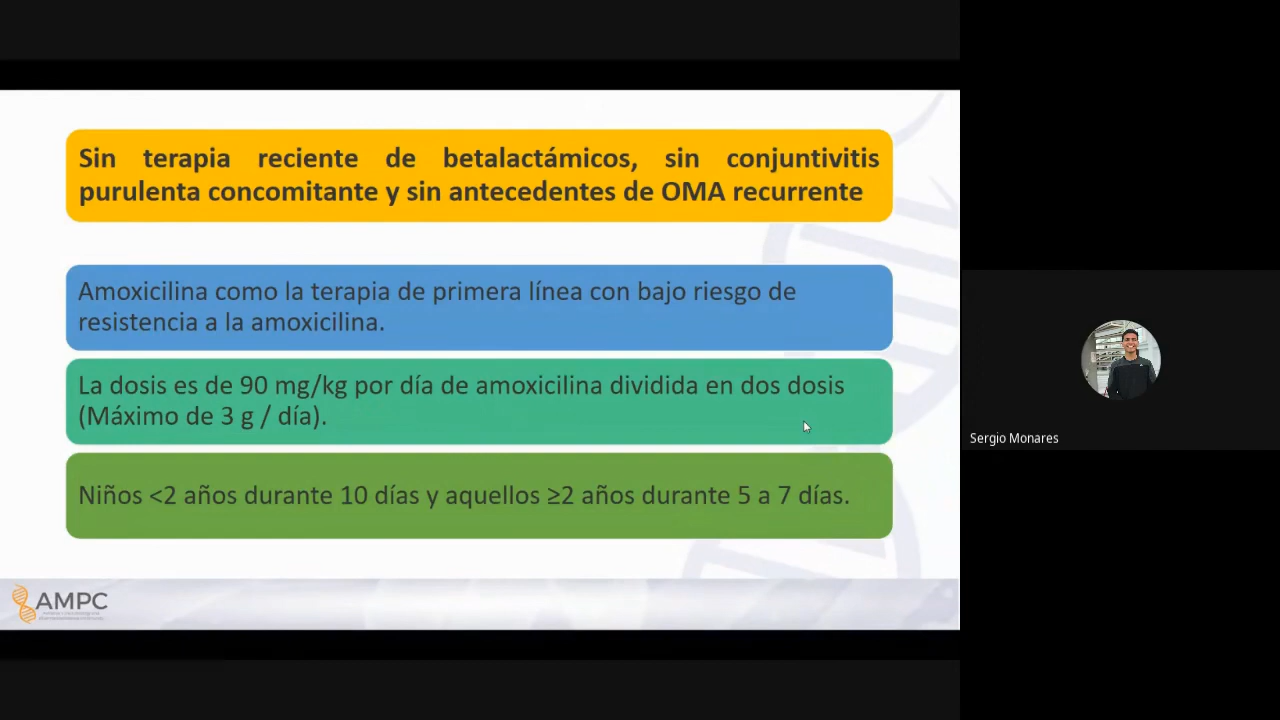 Sin terapia reciente de betalactámicos, sin conjuntivitis
purulenta concomitante y sin antecedentes de OMA recurrente
Amoxicilina como la terapia de primera línea con bajo riesgo de
resistencia a la amoxicilina.
La dosis es de 90 mg/kg por día de amoxicilina dividida en dos dosis
(Máximo de 3 g / día).
Niños <2 años durante 10 días y aquellos ≥2 años durante 5 a 7 días.
AMPC
Sergio Monares